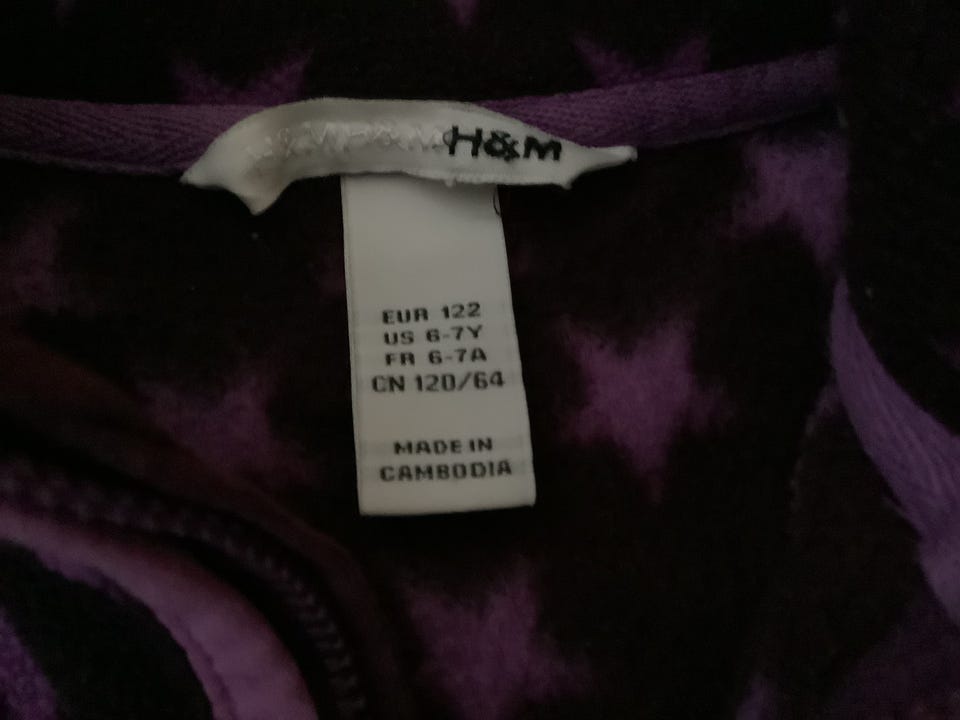 H&M
EUR 122
US 6-7Y
FR 6-7A
CN 120/64
MADE IN
CAMBODIA